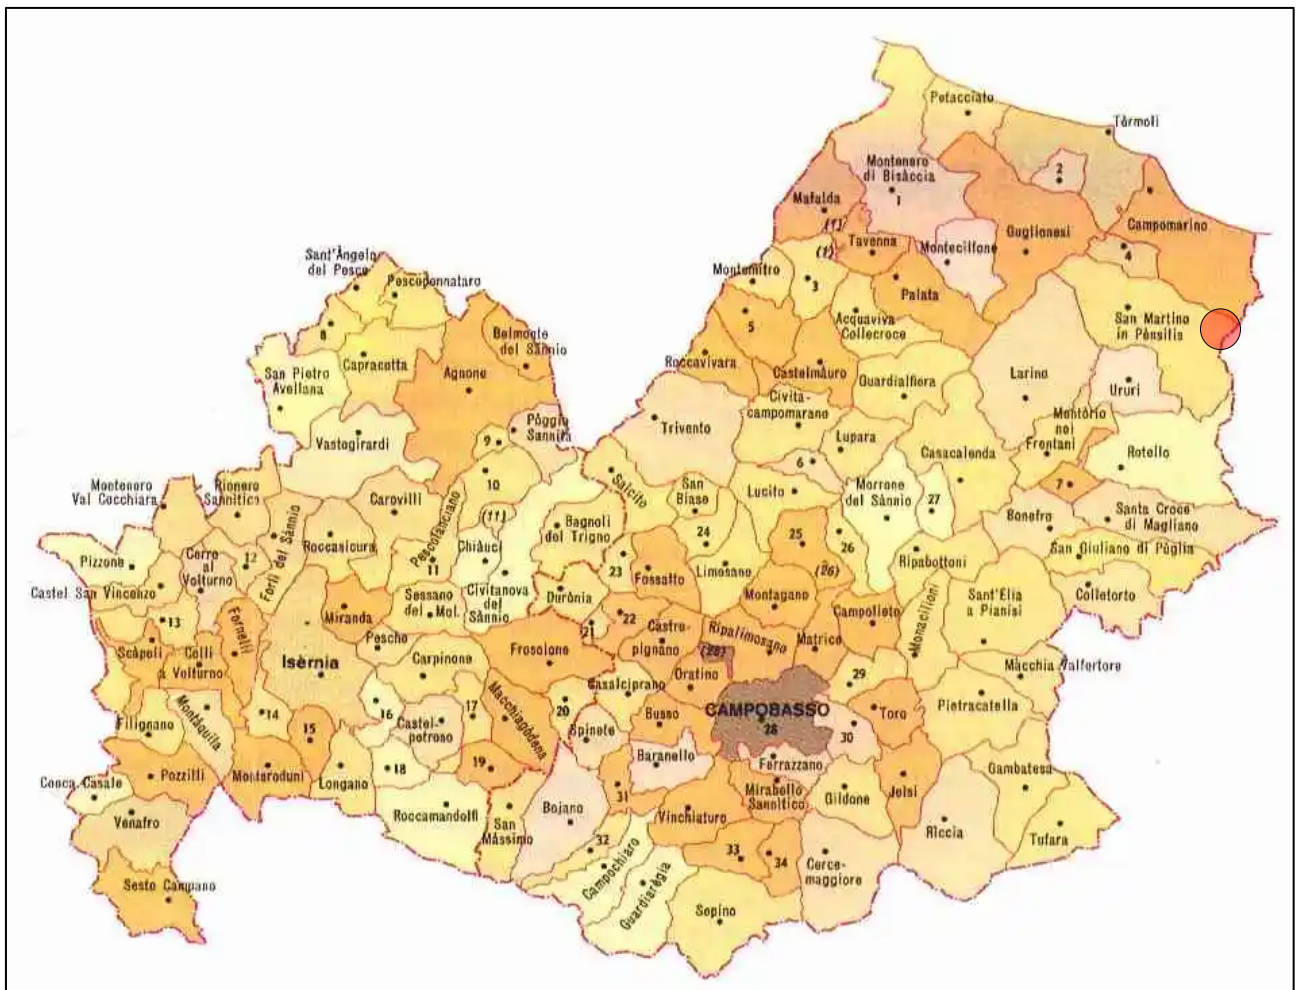 Petacciato
Tèrmoli
Montenero
di Bisàccia
1
2
Mafalda
(1)
Campomarino
Guglionesi
Tavenna
Montecilfone
(1)
4
Sant'Àngelo
del Pesco
Pescopennataro
Montemitro
3
Palata
San Martino
in Pènsilis
Acquaviva
Collecroce
5
8
Belmonte
del Sànnio
Capracotta
Roccavivara
Castelmàuro
Guardialfiera
Larino
Ururi
San Pietro
Avellana
Agnone
Cìvita-
campomarano
Montòrio
nei
Frentani
Pòggio
Sannita
Trivento
Vastogirardi
9
Lupara
Casacalenda
Rotello
6
10
Montenero
Val Cocchiara
Rionero
Sannitico
Carovilli
Salcito
San
Biase
Lucito
Morrone
del Sànnio
27
7
(11)
Pescolanciano
Bagnoli
del Trigno
Bonefro
Santa Croce
di Magliano
Roccasicura
Forlì del Sànnio
24
25
26
Cerro
al
Volturno
12
Chiàuci
Ripabottoni
San Giuliano di Pùglia
Pizzone
11
23
Fossalto
Limosano
(26)
Castel San Vincenzo
Sessano
del Mol.
Civitanova
del
Sànnio
Durònia
Montagano
Campolieto
Sant'Elia
a Pianisi
Colletorto
13
Fornelli
Miranda
22
Monacilioni
Scàpoli
Colli
a Volturno
Pesche
21
Castro-
pignano
Ripalimosano
Matrice
Isèrnia
Carpinone
Frosolone
(28)
Màcchia Valfortore
Oratino
29
Casalciprano
Montàquila
14
16
17
Macchiagòdena
20
CAMPOBASSO
28
Toro
Pietracatella
Filignano
15
Castel-
petroso
Spinete
Busso
30
Pozzilli
Monteroduni
Longano
18
19
Baranello
Ferrazzano
Gambatesa
Conca Casale
31
Mirabello
Sannitico
Gildone
Jelsi
Venafro
Roccamandolfi
San
Màssimo
Bojano
Vinchiaturo
Rìccia
Tufara
32
Campochiaro
33
34
Cerce-
maggiore
Sesto Campano
Guardiarègia
Sepino